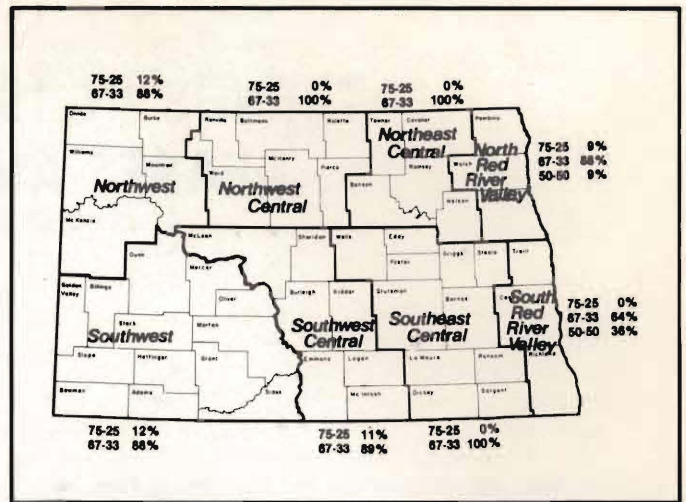 75-25 12% 75-25 0% 75-25 0%
67-33 88% 67-33 100% 67-33 100%
Divide Burke Renville Bottineau Rolette Towner Cavalier Pembina
Northeast Central
North Red River Valley
75-25 9%
67-33 88%
50-50 9%
Williams Mountrail Ward McHenry Pierce Ramsey Walsh
Northwest
Northwest Central
Benson Nelson
McKenzie McLean Sheridan Wells Eddy
Foster Griggs Steele Traill
Dunn Mercer
Golden Valley Billings Oliver Burleigh Kidder Stutsman Barnes
South Red River Valley
75-25 0%
67-33 64%
50-50 36%
Southwest
Southwest Central
Southeast Central
Stark Morton
Slope Hettinger Grant Emmons Logan La Moure Ransom Richland
Bowman Adams Sioux McIntosh Dickey Sargent
75-25 12% 75-25 11% 75-25 0%
67-33 88% 67-33 89% 67-33 100%